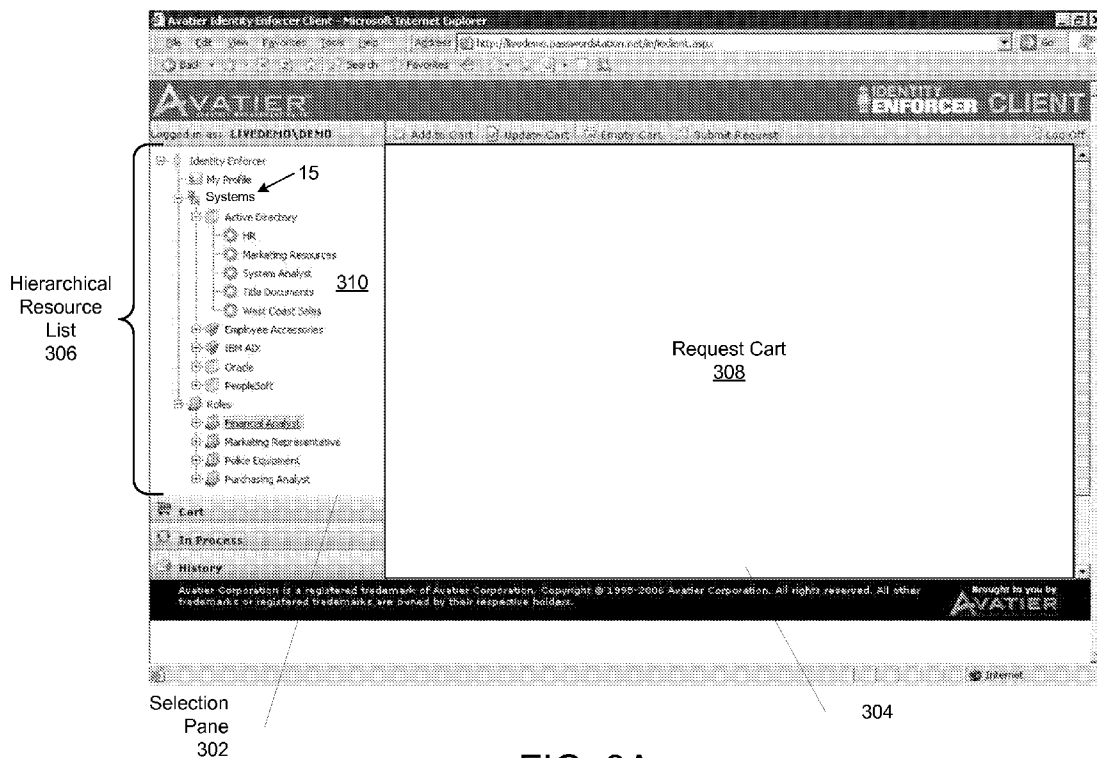 Avatier Identity Enforcer Client - Microsoft Internet Explorer
File Edit View Favorites Tools Help Address http://livedemo.passwordstation.net/ie/ieclient.asp Go
Back Search Favorites
AVATIER
IDENTITY ENFORCER CLIENT
Logged in as: LIVEDEMO\DEMO Add to Cart Update Cart Empty Cart Submit Request Log Off
Identity Enforcer
My Profile
Systems 15
Active Directory
HR
Marketing Resources
System Analyst
Title Documents
West Coast Sales
310
Employee Accessories
IBM AIX
Oracle
PeopleSoft
Roles
Financial Analyst
Marketing Representative
Police Equipment
Purchasing Analyst
Hierarchical
Resource
List
306
Request Cart
308
Cart
In Process
History
Avatier Corporation is a registered trademark of Avatier Corporation. Copyright © 1995-2006 Avatier Corporation. All rights reserved. All other
trademarks or registered trademarks are owned by their respective holders.
Brought to you by
AVATIER
Internet
Selection
Pane
302
304